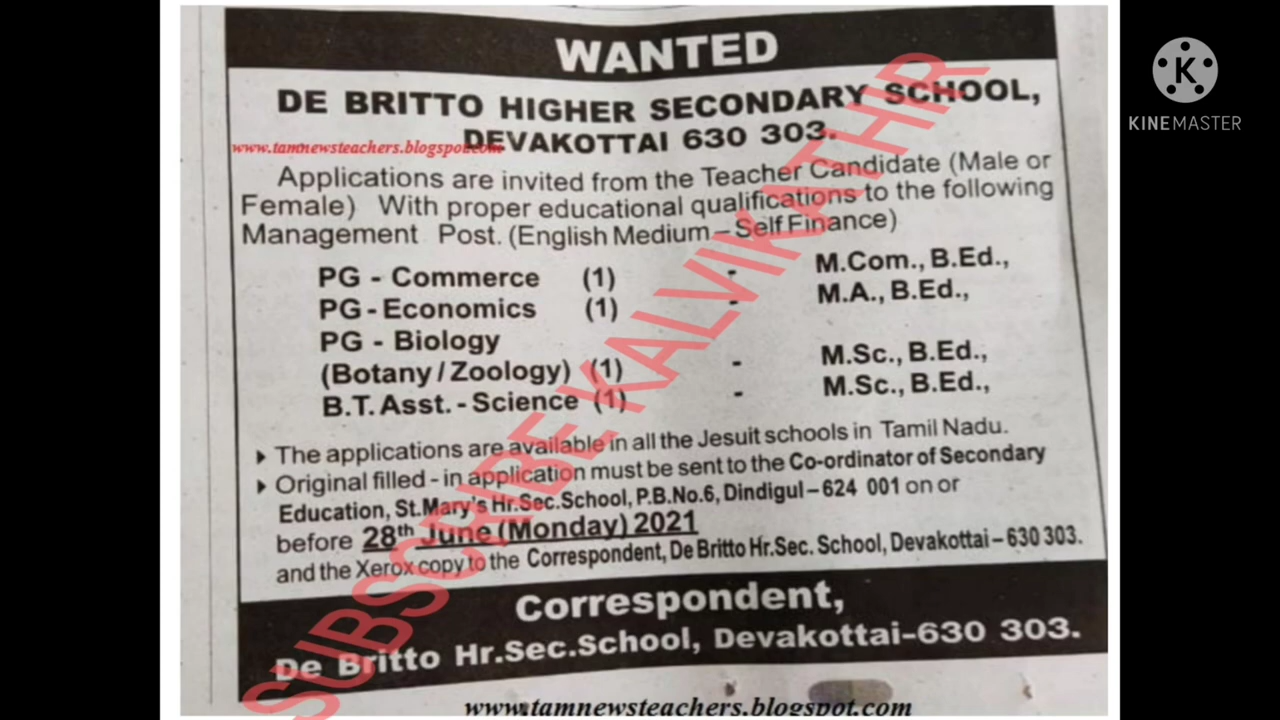 WANTED
DE BRITTO HIGHER SECONDARY SCHOOL,
DEVAKOTTAI 630 303.
www.tamnewsteachers.blogspot.com
Applications are invited from the Teacher Candidate (Male or
Female) With proper educational qualifications to the following
Management Post. (English Medium – Self Finance)
PG - Commerce (1) - M.Com., B.Ed.,
PG - Economics (1) - M.A., B.Ed.,
PG - Biology
(Botany / Zoology) (1) - M.Sc., B.Ed.,
B.T. Asst. - Science (1) - M.Sc., B.Ed.,
The applications are available in all the Jesuit schools in Tamil Nadu.
Original filled - in application must be sent to the Co-ordinator of Secondary
Education, St.Mary's Hr.Sec.School, P.B.No.6, Dindigul – 624 001 on or
before 28th June (Monday) 2021
and the Xerox copy to the Correspondent, De Britto Hr.Sec. School, Devakottai – 630 303.
Correspondent,
De Britto Hr.Sec.School, Devakottai-630 303.
www.tamnewsteachers.blogspot.com
SUBSCRIBE KALVIKATHIR
K
KINEMASTER